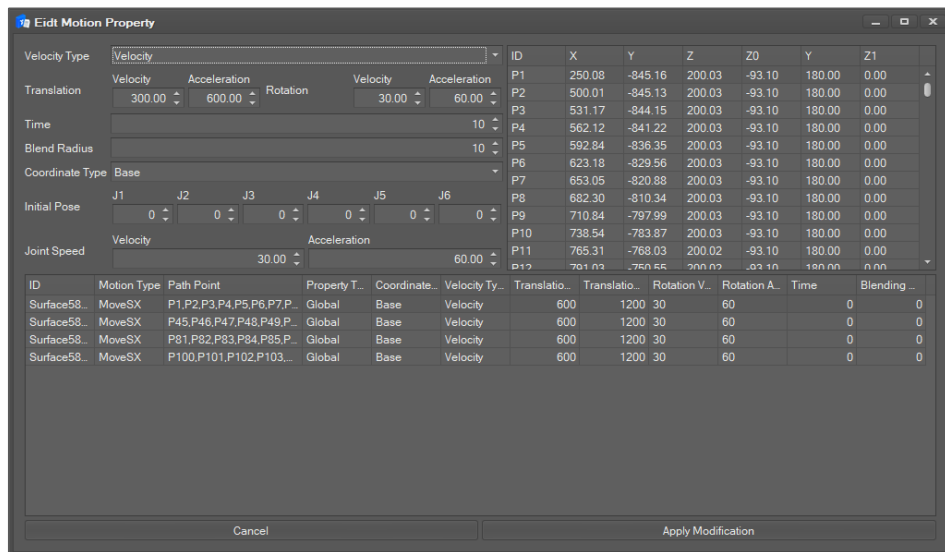 Eidt Motion Property
Velocity Type Velocity
Velocity Acceleration Velocity Acceleration
Translation 300.00 600.00 Rotation 30.00 60.00
Time 10
Blend Radius 10
Coordinate Type Base
J1 J2 J3 J4 J5 J6
Initial Pose 0 0 0 0 0 0
Velocity Acceleration
Joint Speed 30.00 60.00
ID X Y Z Z0 Y Z1
P1 250.08 -845.16 200.03 -93.10 180.00 0.00
P2 500.01 -845.13 200.03 -93.10 180.00 0.00
P3 531.17 -844.15 200.03 -93.10 180.00 0.00
P4 562.12 -841.22 200.03 -93.10 180.00 0.00
P5 592.84 -836.35 200.03 -93.10 180.00 0.00
P6 623.18 -829.56 200.03 -93.10 180.00 0.00
P7 653.05 -820.88 200.03 -93.10 180.00 0.00
P8 682.30 -810.34 200.03 -93.10 180.00 0.00
P9 710.84 -797.99 200.03 -93.10 180.00 0.00
P10 738.54 -783.87 200.03 -93.10 180.00 0.00
P11 765.31 -768.03 200.02 -93.10 180.00 0.00
P12 791.03 -750.55 200.02 -93.10 180.00 0.00
ID Motion Type Path Point Property T... Coordinate... Velocity Ty... Translatio... Translatio... Rotation V... Rotation A... Time Blending ...
Surface58... MoveSX P1,P2,P3,P4,P5,P6,P7,P... Global Base Velocity 600 1200 30 60 0 0
Surface58... MoveSX P45,P46,P47,P48,P49,P... Global Base Velocity 600 1200 30 60 0 0
Surface58... MoveSX P81,P82,P83,P84,P85,P... Global Base Velocity 600 1200 30 60 0 0
Surface58... MoveSX P100,P101,P102,P103,... Global Base Velocity 600 1200 30 60 0 0
Cancel Apply Modification